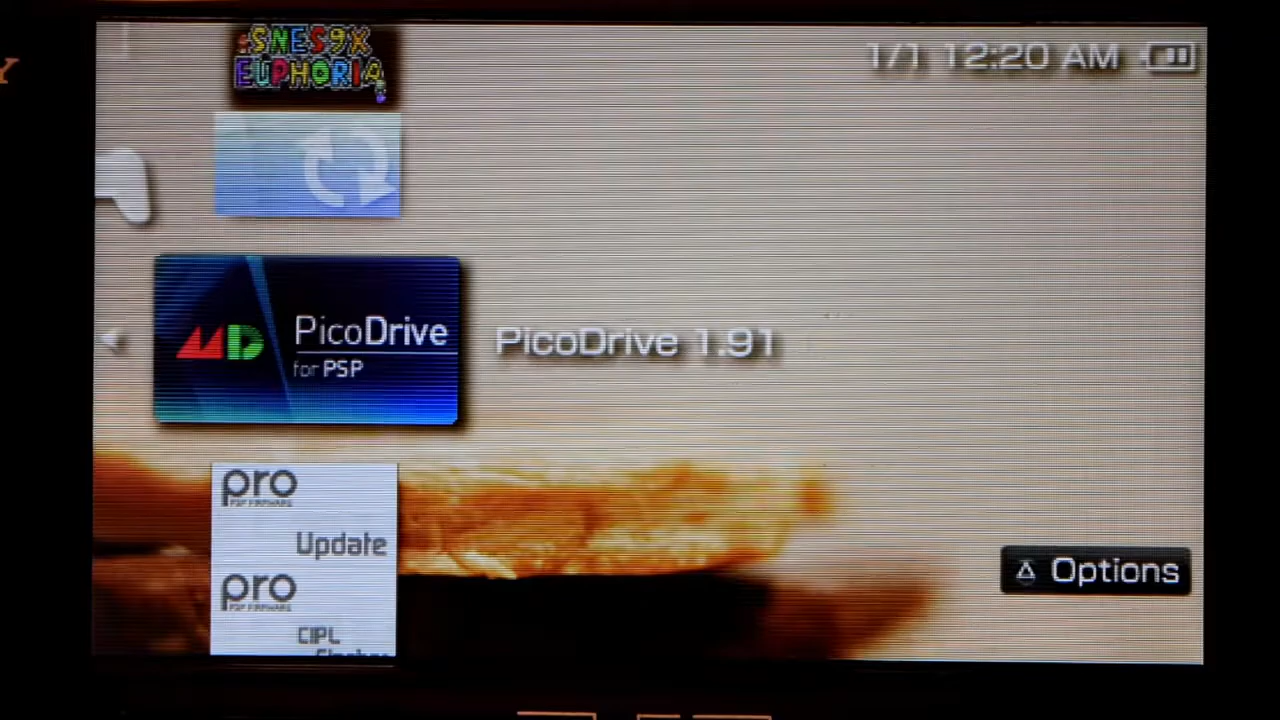 SNES9X
EUPHORIA
1/1 12:20 AM
PicoDrive
for PSP
PicoDrive 1.91
pro
Update
pro
CIPL
Options